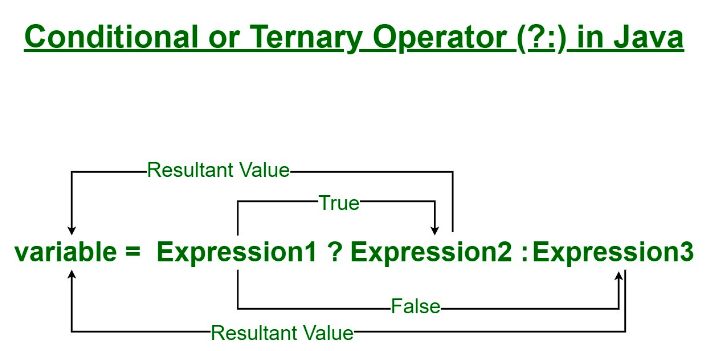 Conditional or Ternary Operator (?:) in Java
Resultant Value
True
variable = Expression1 ? Expression2 :Expression3
False
Resultant Value